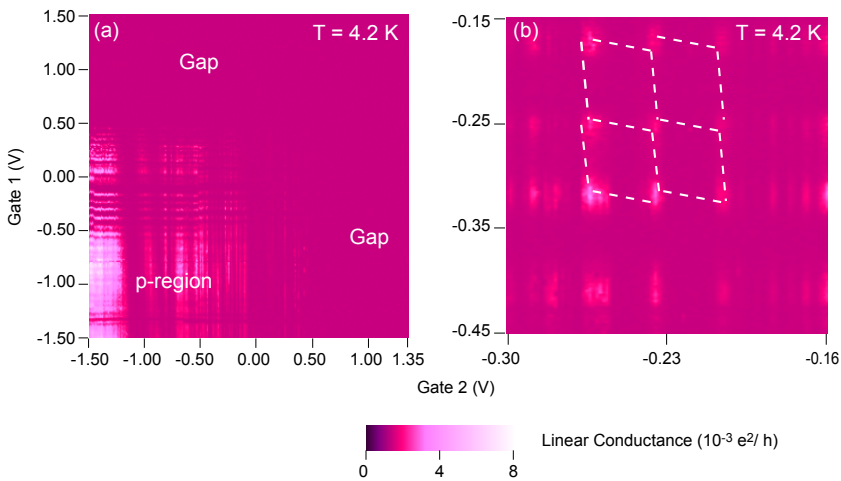 (a)
T = 4.2 K
Gap
Gap
p-region
1.50
1.00
0.50
0.00
-0.50
-1.00
-1.50
Gate 1 (V)
-1.50 -1.00 -0.50 0.00 0.50 1.00 1.35
(b)
T = 4.2 K
-0.15
-0.25
-0.35
-0.45
-0.30 -0.23 -0.16
Gate 2 (V)
0 4 8
Linear Conductance (10⁻³ e²/ h)